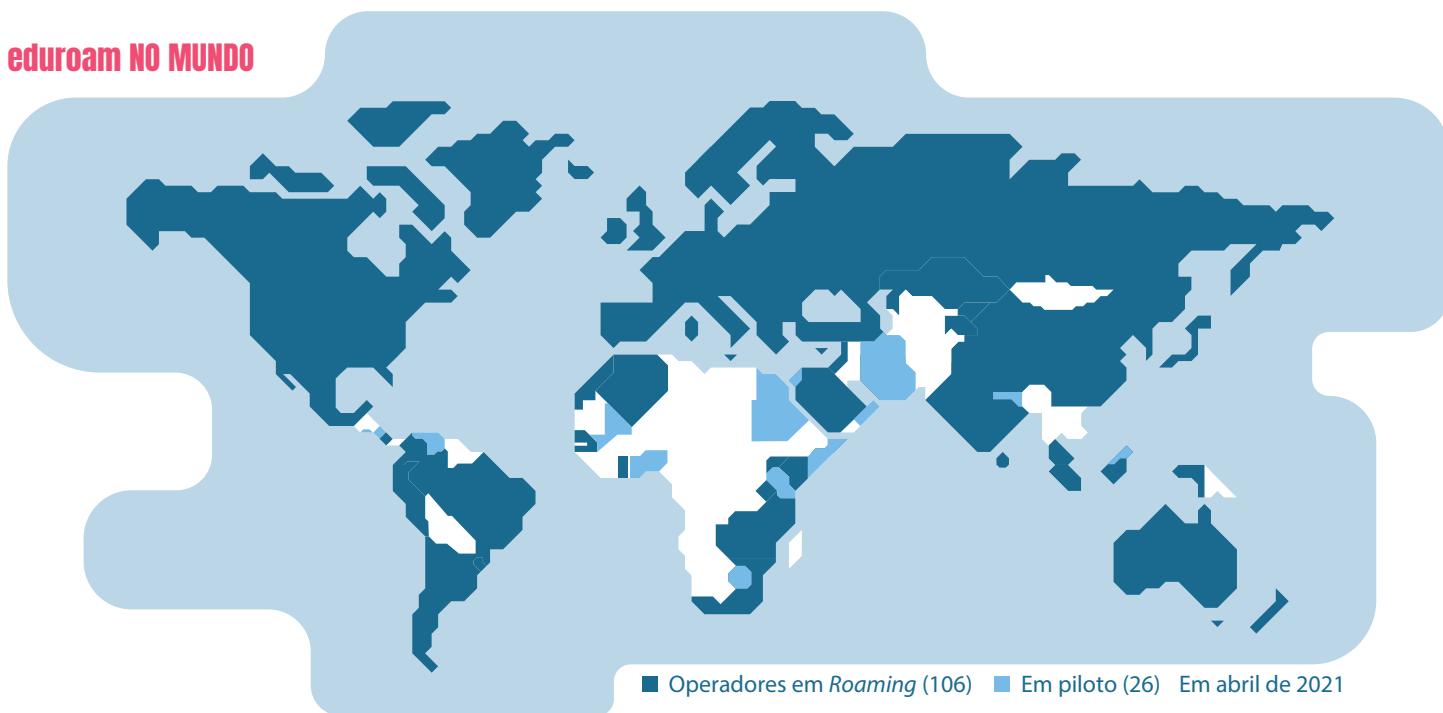 eduroam NO MUNDO
Operadores em Roaming (106) Em piloto (26) Em abril de 2021